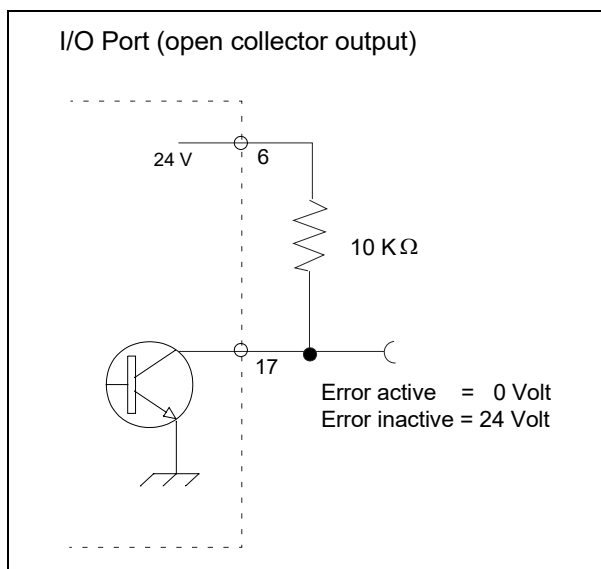 I/O Port (open collector output)
24 V
6
10 KΩ
17
Error active = 0 Volt
Error inactive = 24 Volt